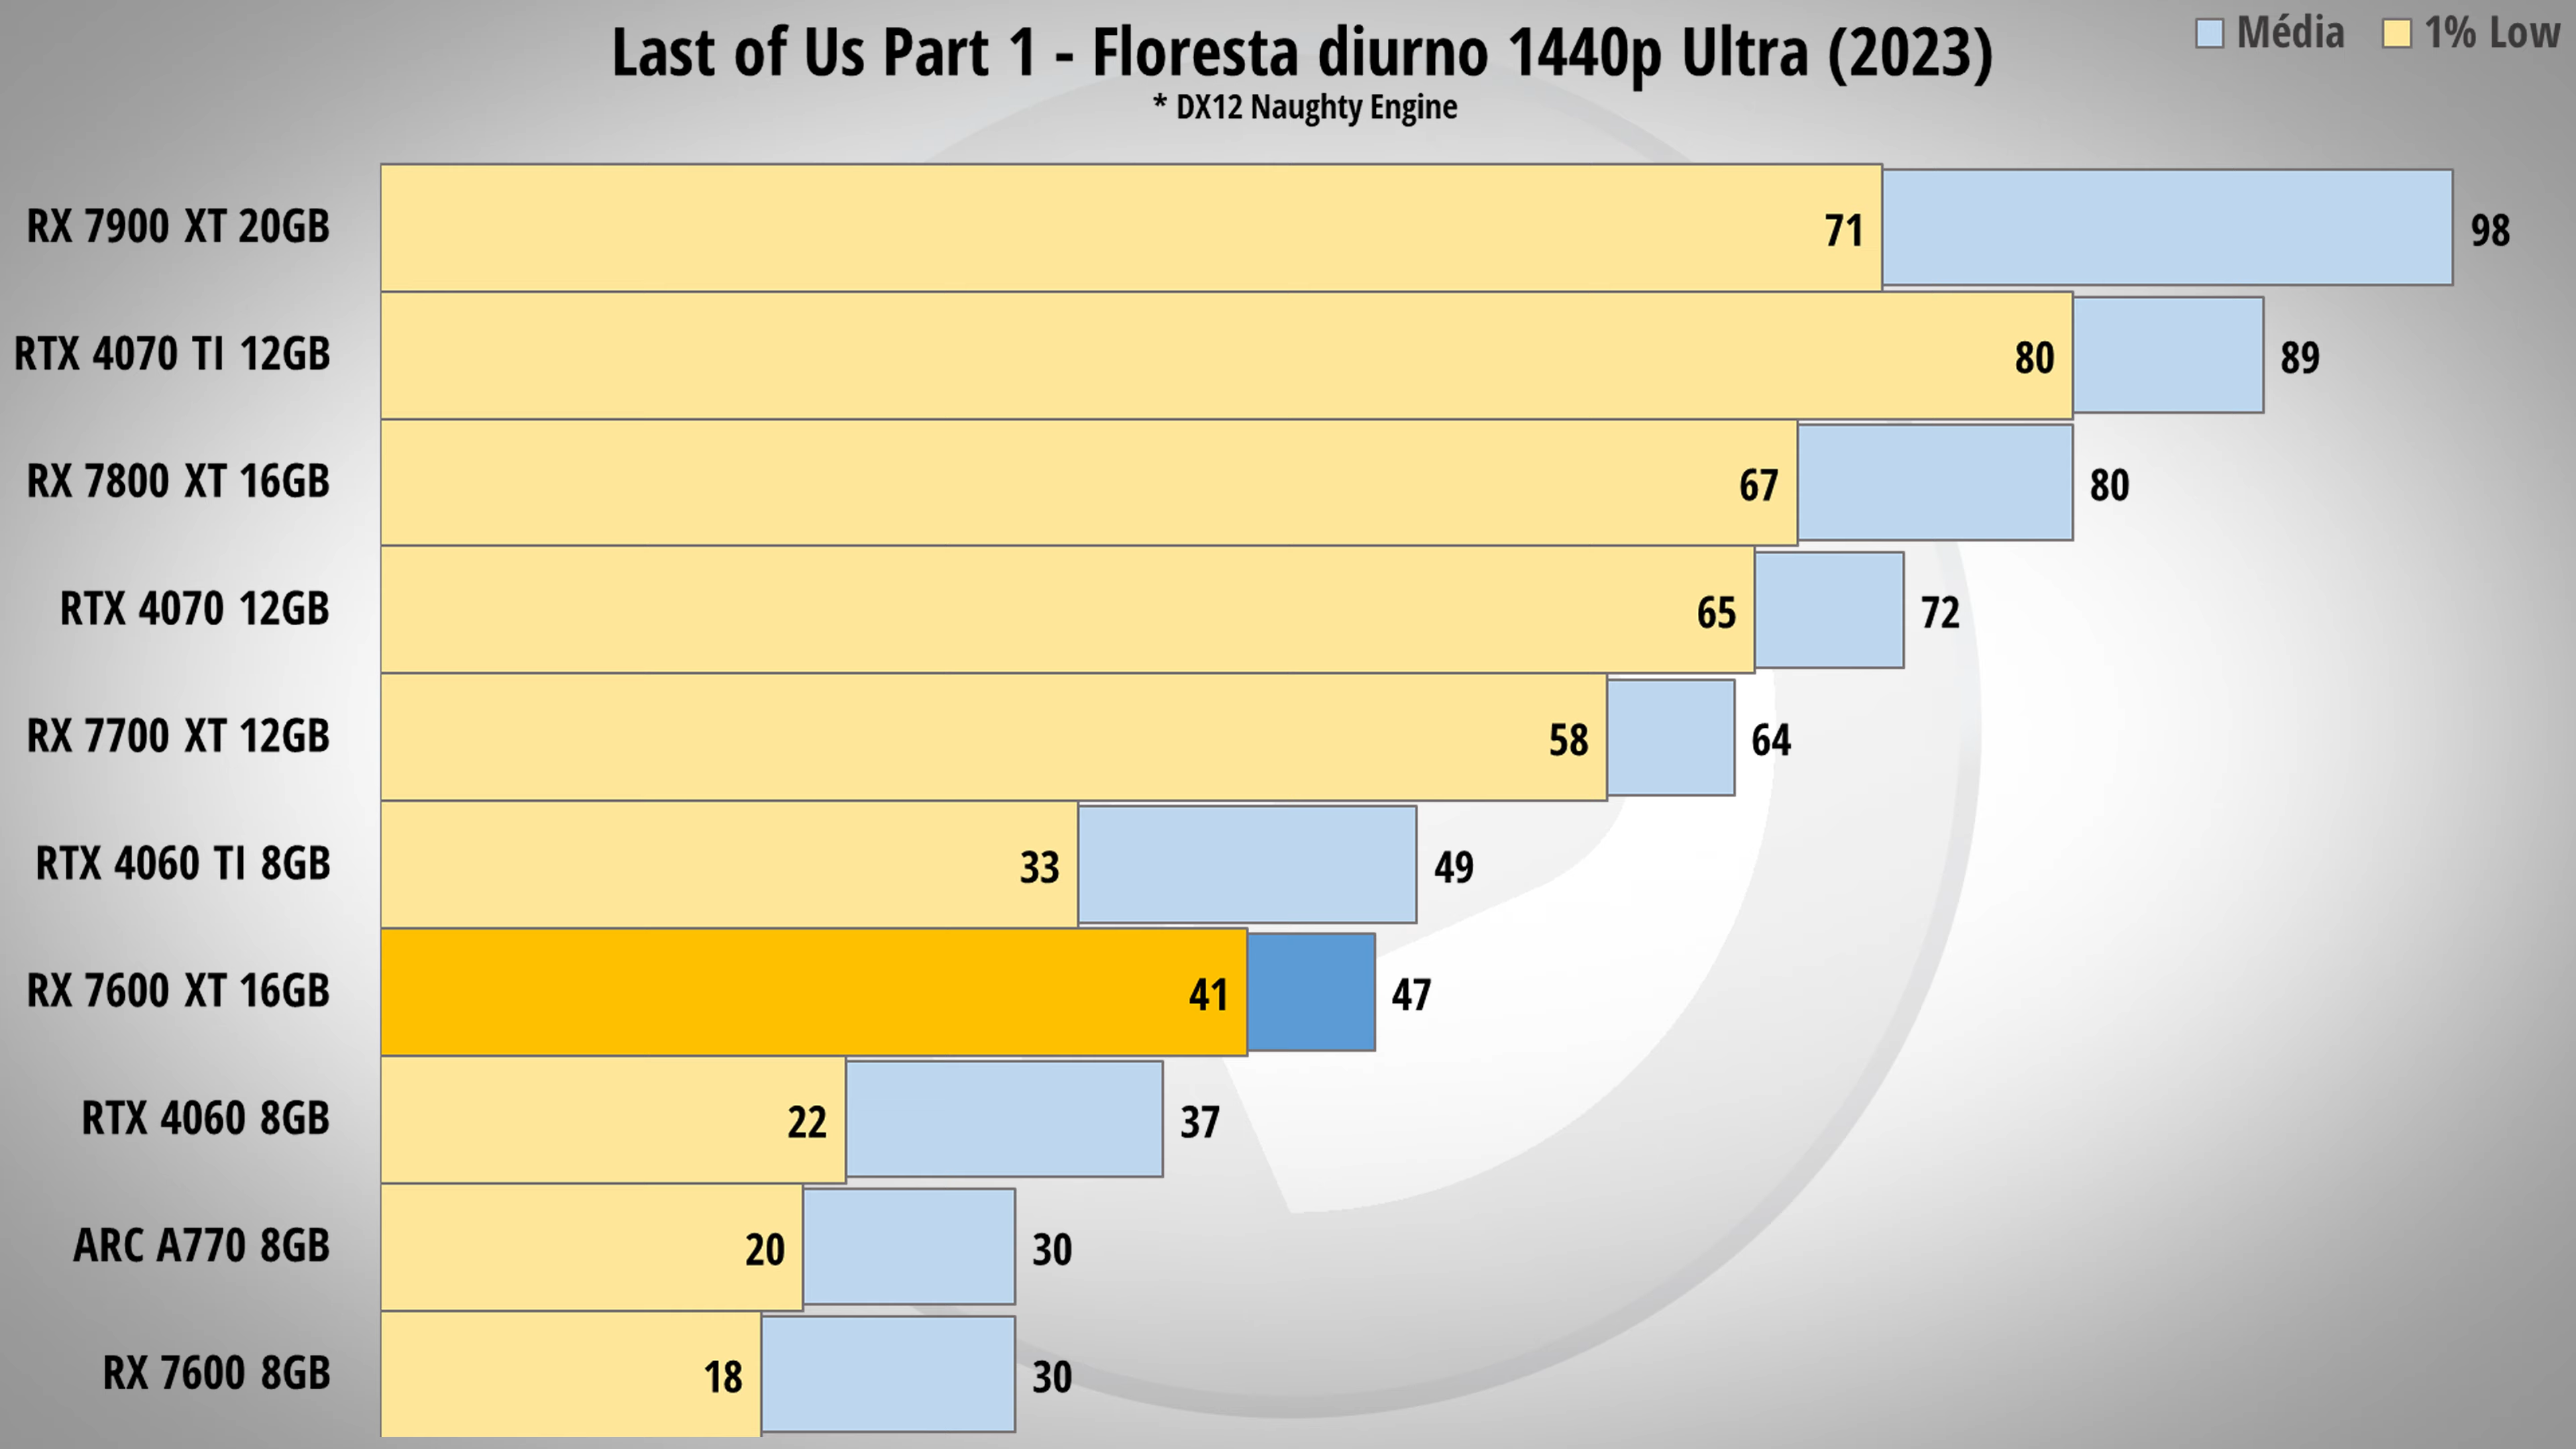 Last of Us Part 1 - Floresta diurno 1440p Ultra (2023)
* DX12 Naughty Engine
Média 1% Low
RX 7900 XT 20GB 71 98
RTX 4070 TI 12GB 80 89
RX 7800 XT 16GB 67 80
RTX 4070 12GB 65 72
RX 7700 XT 12GB 58 64
RTX 4060 TI 8GB 33 49
RX 7600 XT 16GB 41 47
RTX 4060 8GB 22 37
ARC A770 8GB 20 30
RX 7600 8GB 18 30